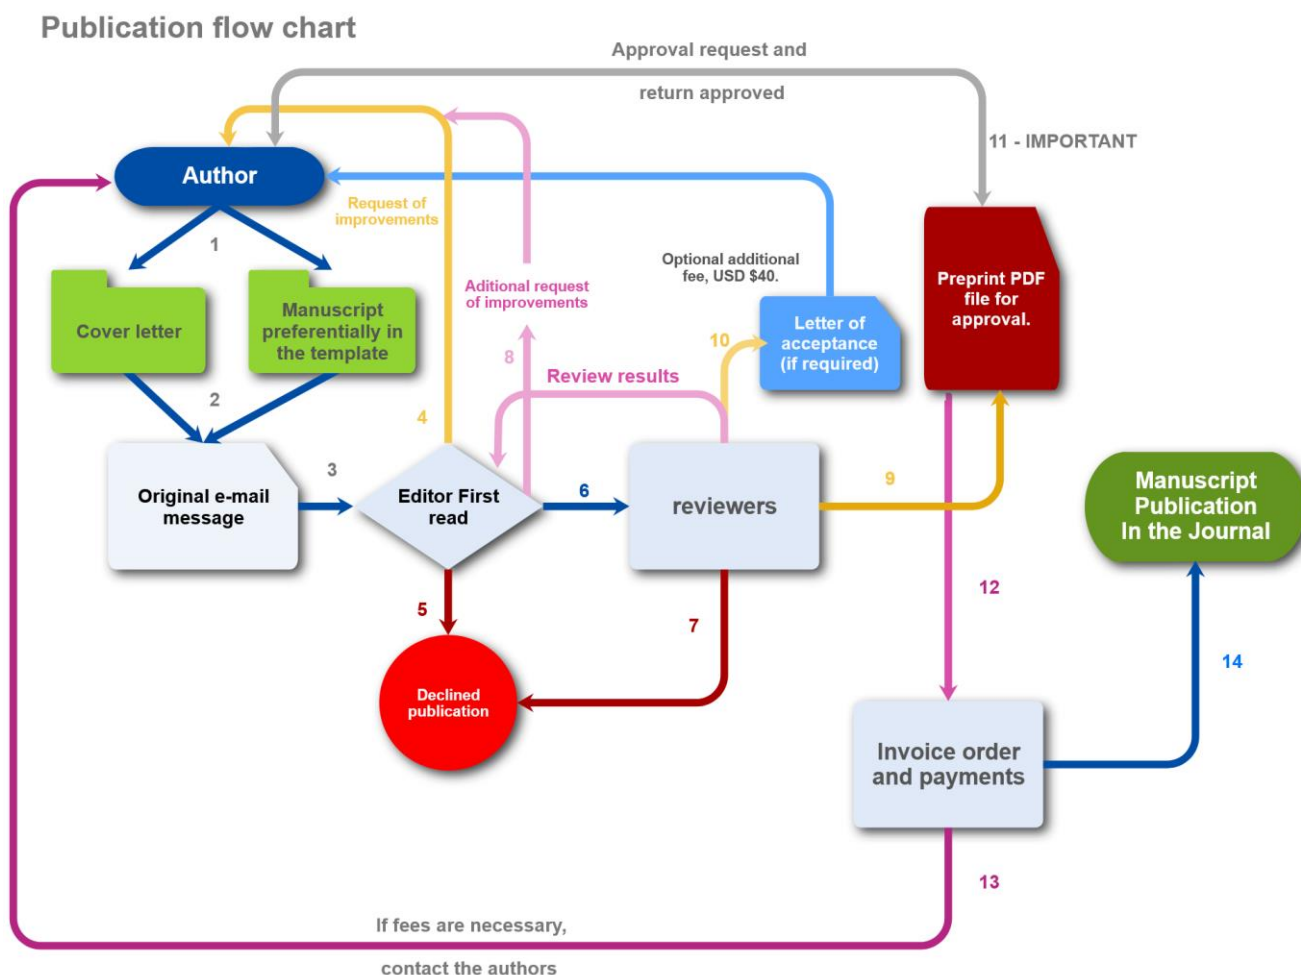 Publication flow chart
Approval request and
return approved
11 - IMPORTANT
Author
Request of
improvements
1
Optional additional
fee, USD $40.
Aditional request
of improvements
Preprint PDF
file for
approval.
Cover letter
Manuscript
preferentially in
the template
Letter of
acceptance
(if required)
10
8
Review results
2
4
3
Original e-mail
message
Editor First
read
6
reviewers
9
Manuscript
Publication
In the Journal
5
7
12
14
Declined
publication
Invoice order
and payments
13
If fees are necessary,
contact the authors